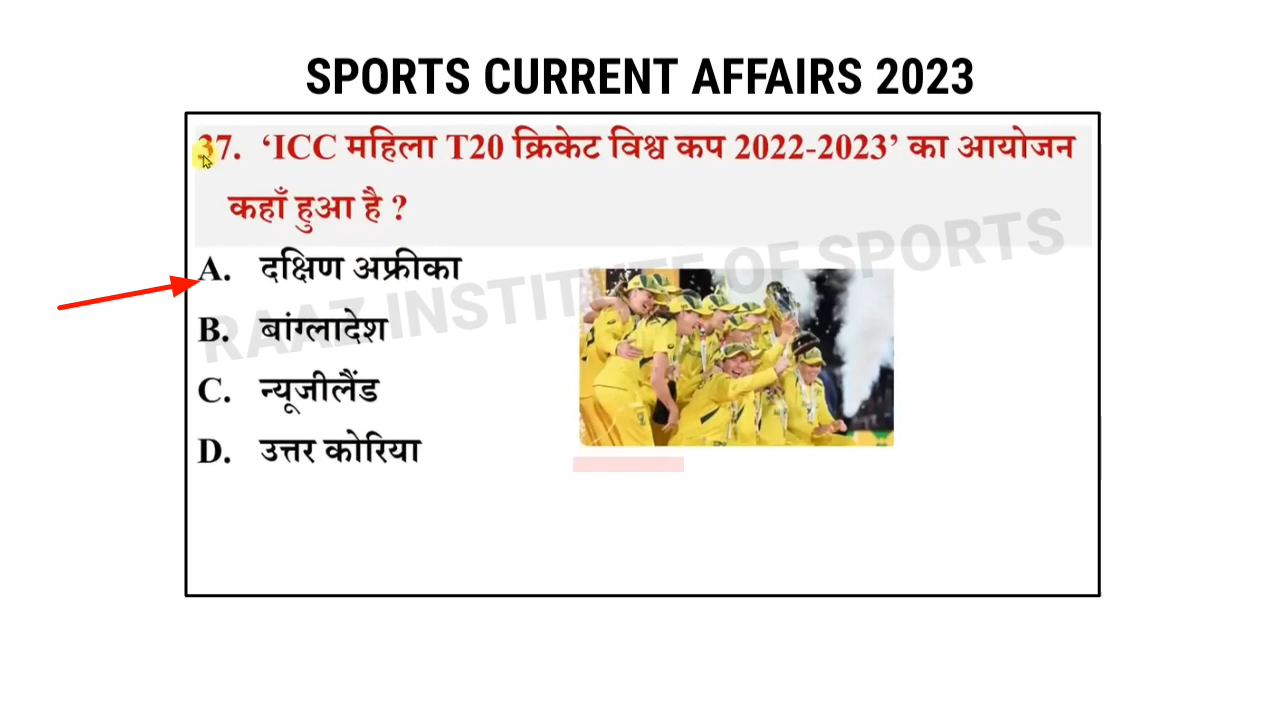 SPORTS CURRENT AFFAIRS 2023
37. ‘ICC महिला T20 क्रिकेट विश्व कप 2022-2023’ का आयोजन
कहाँ हुआ है ?
A. दक्षिण अफ्रीका
B. बांग्लादेश
C. न्यूजीलैंड
D. उत्तर कोरिया
RAAZ INSTITUTE OF SPORTS